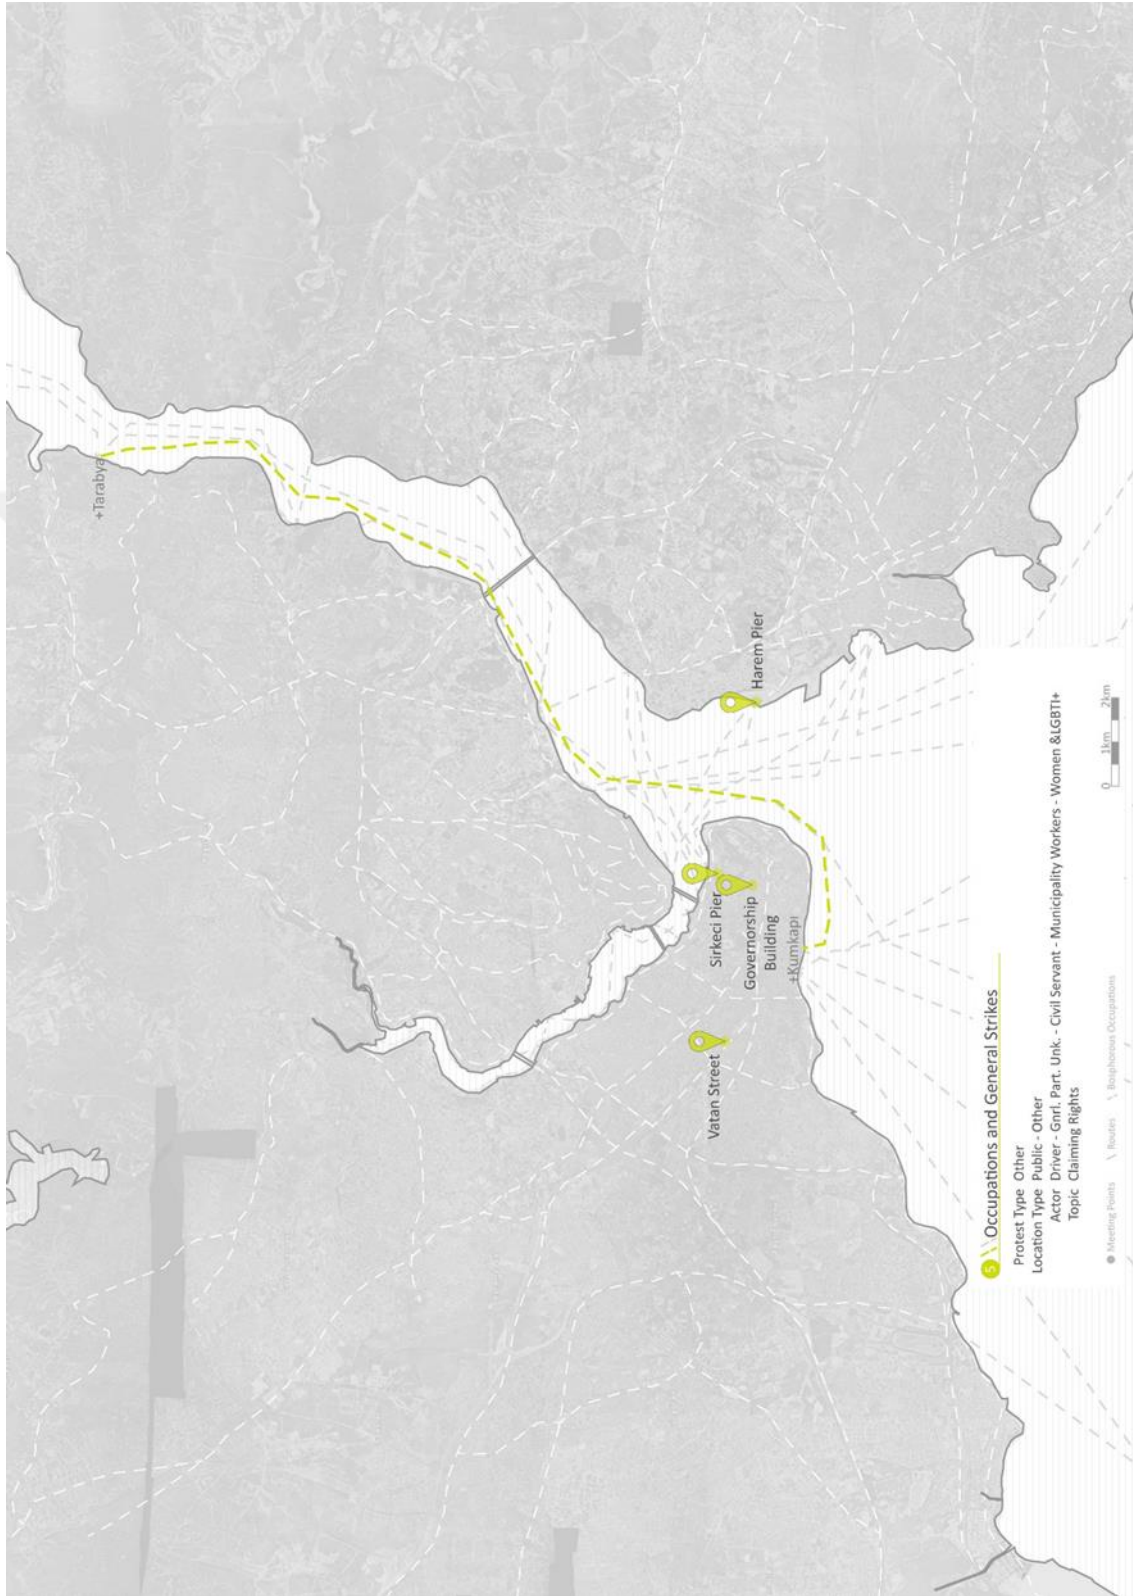 +Tarabya
Harem Pier
Sirkeci Pier
Governorship
Building
+Kumkapı
Vatan Street
5 Occupations and General Strikes
Protest Type Other
Location Type Public - Other
Actor Driver - Gnrl. Part. Unk. - Civil Servant - Municipality Workers - Women &LGBTI+
Topic Claiming Rights
Meeting Points \ Routes \ Bosphorous Occupations
0 1km 2km